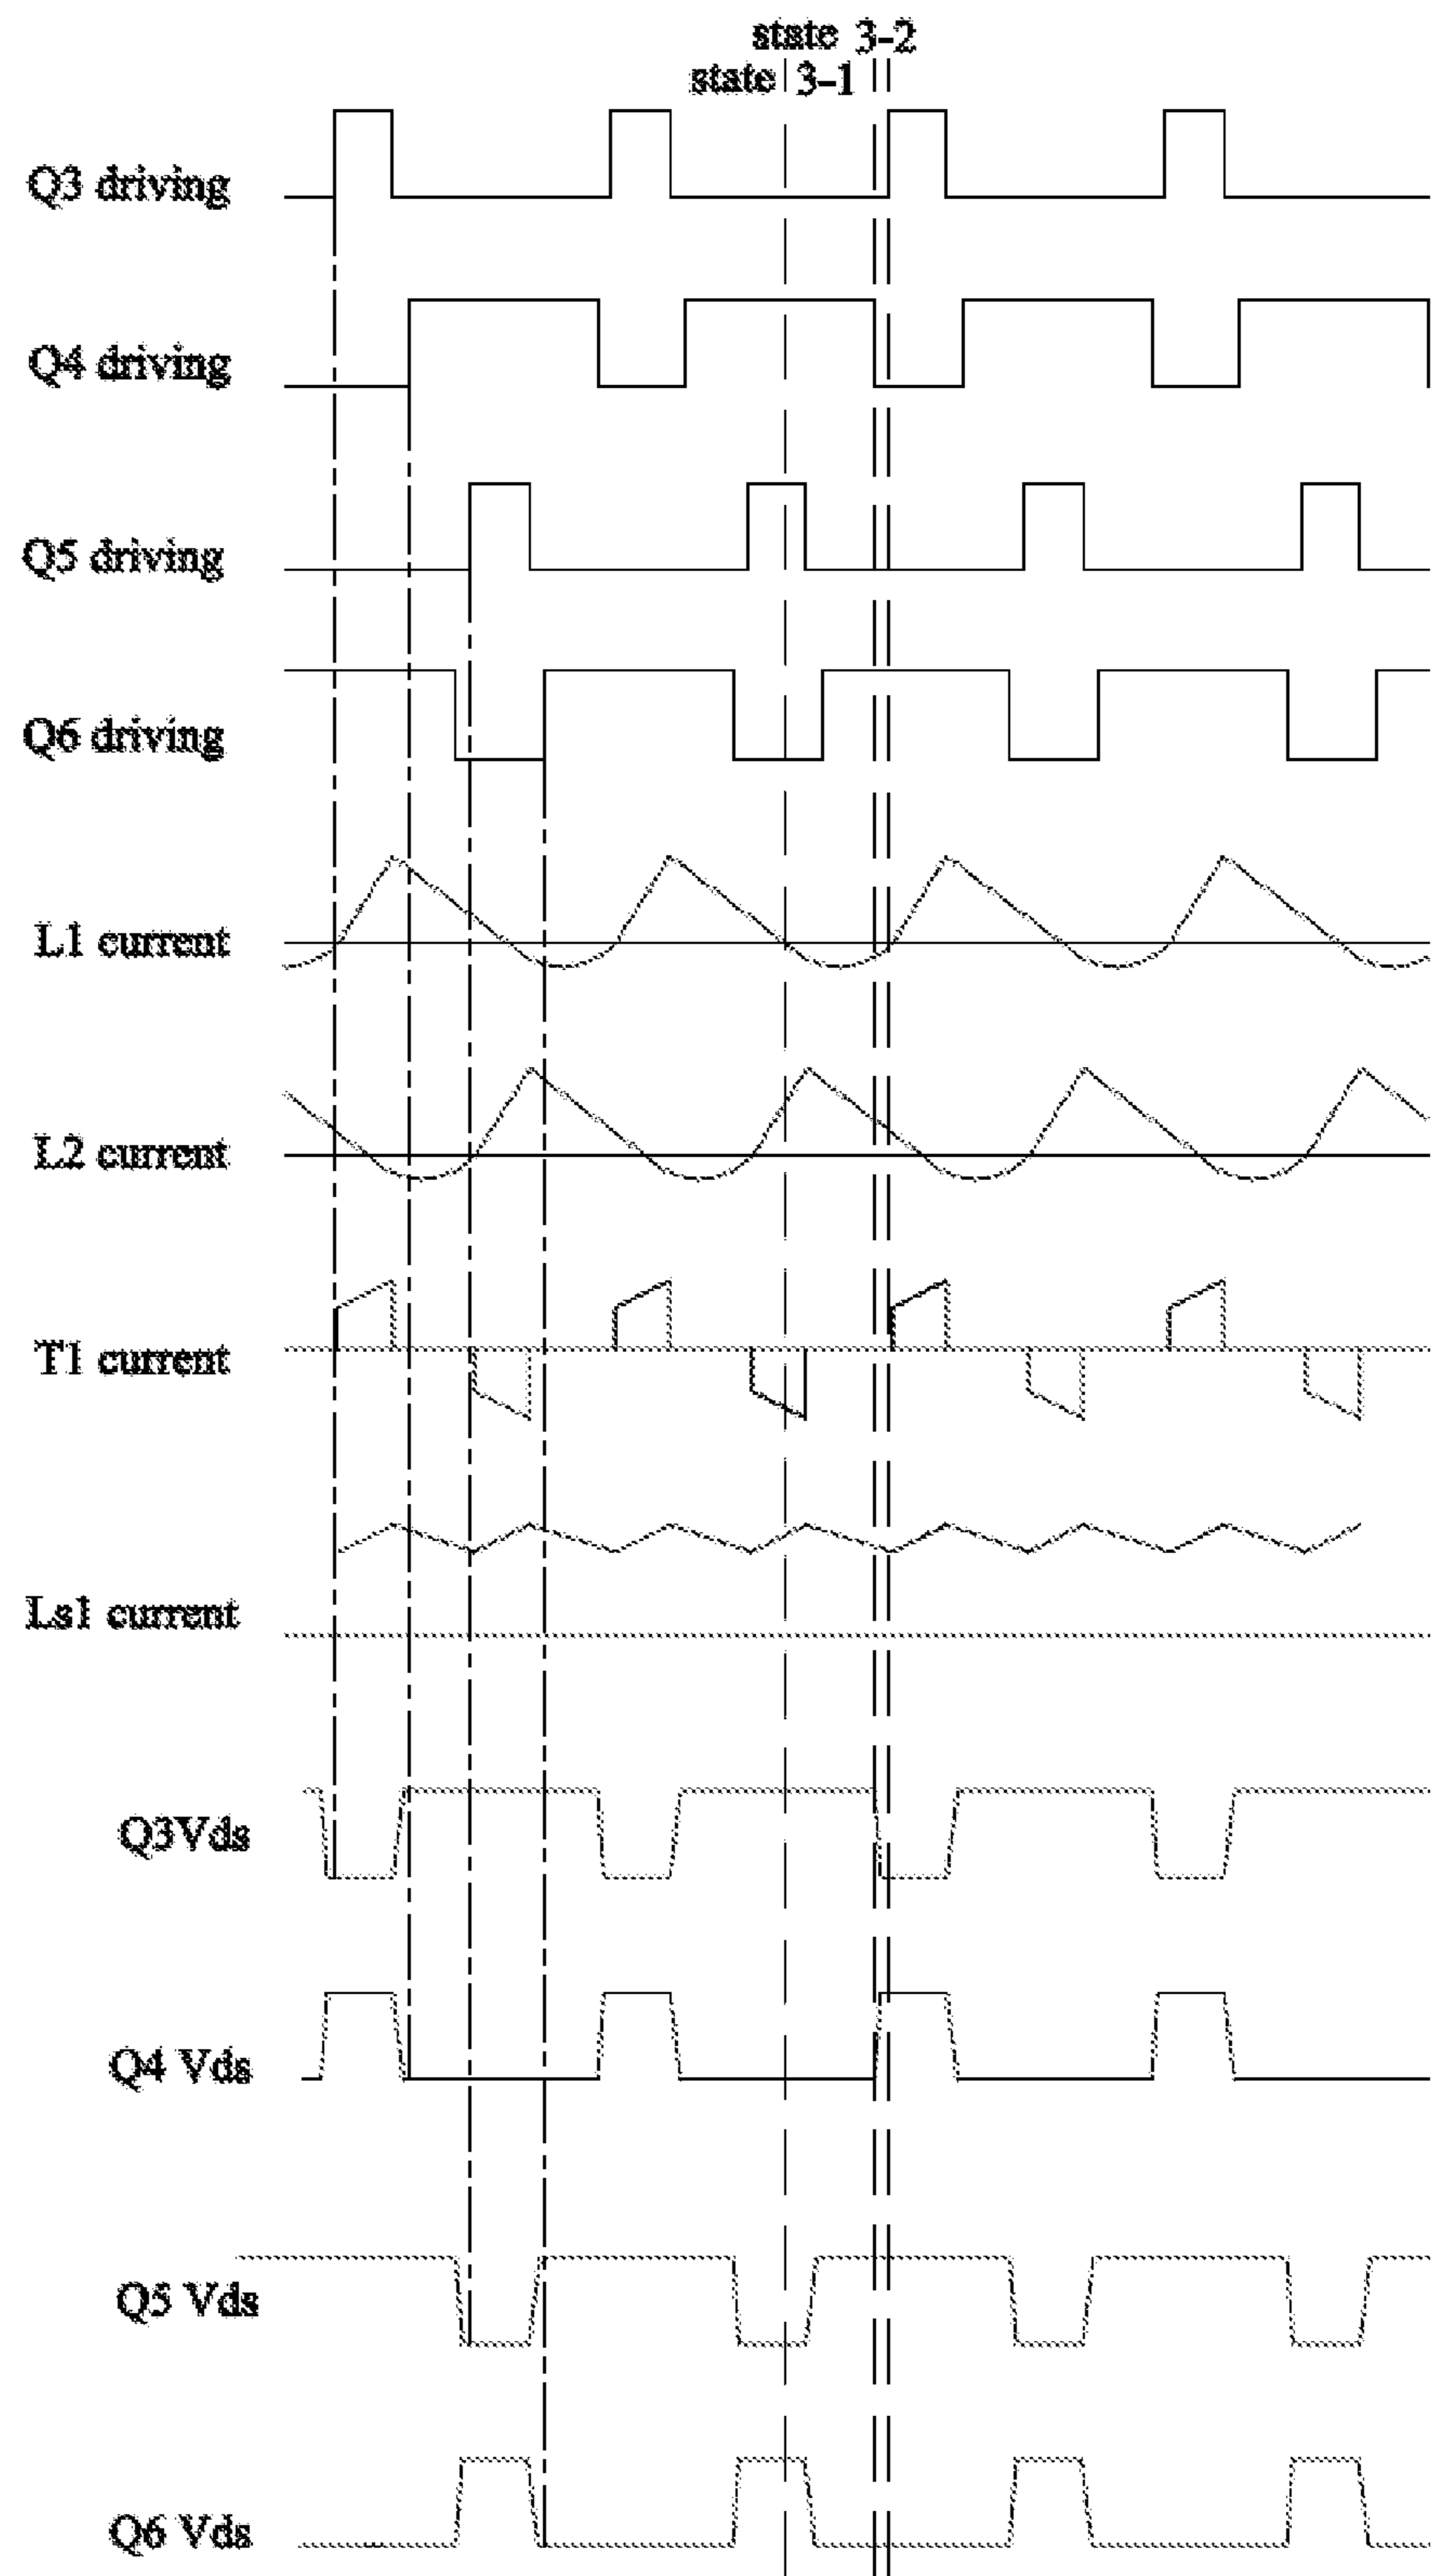 state 3-2
state 3-1
Q3 driving
Q4 driving
Q5 driving
Q6 driving
L1 current
L2 current
T1 current
Ls1 current
Q3Vds
Q4 Vds
Q5 Vds
Q6 Vds